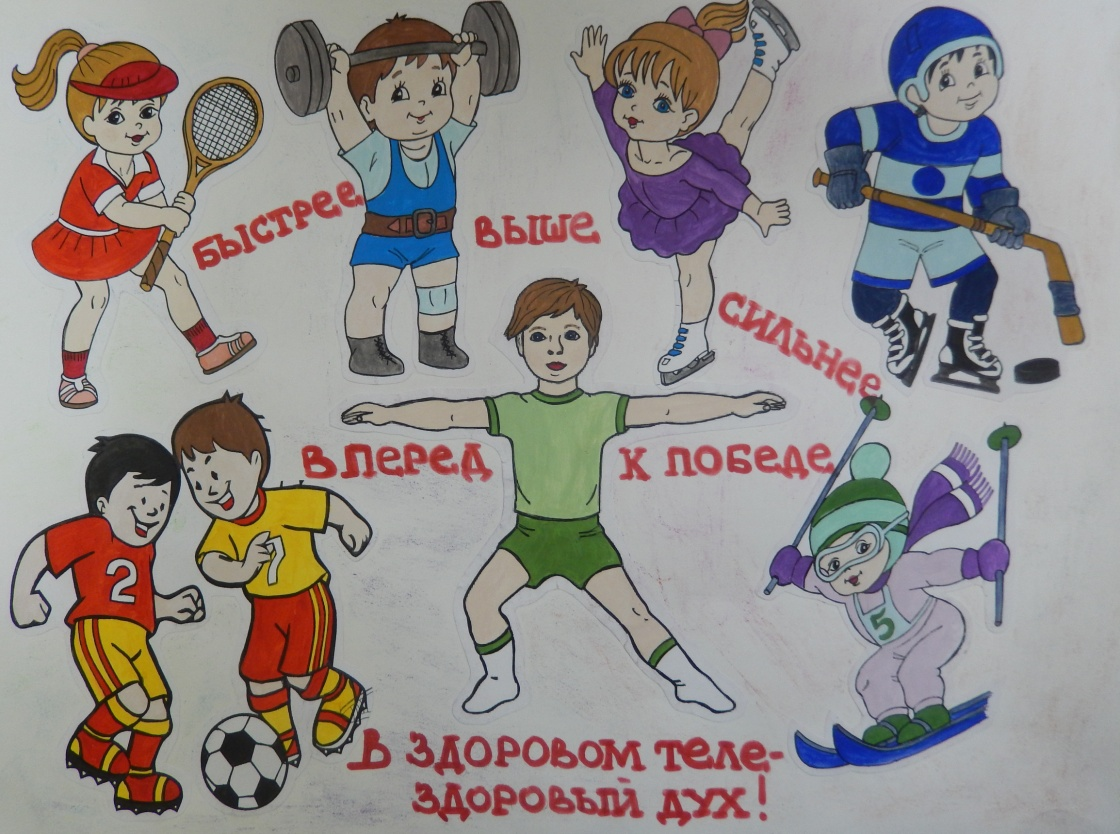 БЫСТРЕЕ
ВЫШЕ
СИЛЬНЕЕ
ВПЕРЕД
К ПОБЕДЕ
2
7
5
В ЗДОРОВОМ ТЕЛЕ-
ЗДОРОВЫЙ ДУХ!